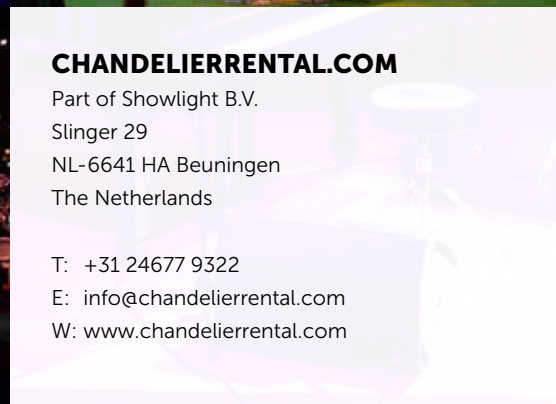 CHANDELIERRENTAL.COM
Part of Showlight B.V.
Slinger 29
NL-6641 HA Beuningen
The Netherlands
T: +31 24677 9322
E: info@chandelierrental.com
W: www.chandelierrental.com